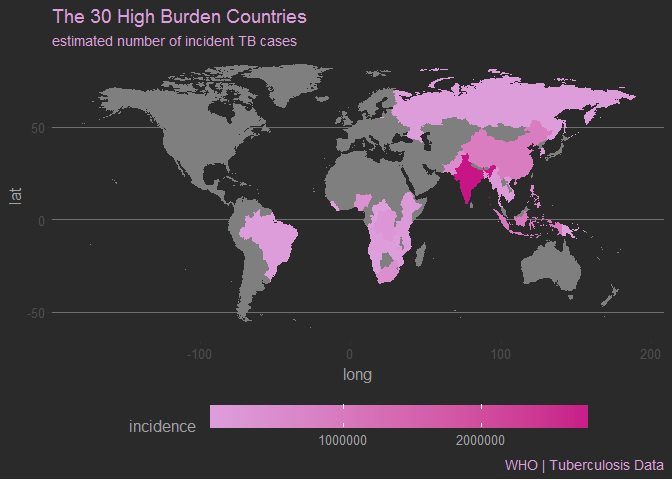 The 30 High Burden Countries
estimated number of incident TB cases
lat
50
0
-50
-100 0 100 200
long
incidence
1000000 2000000
WHO | Tuberculosis Data